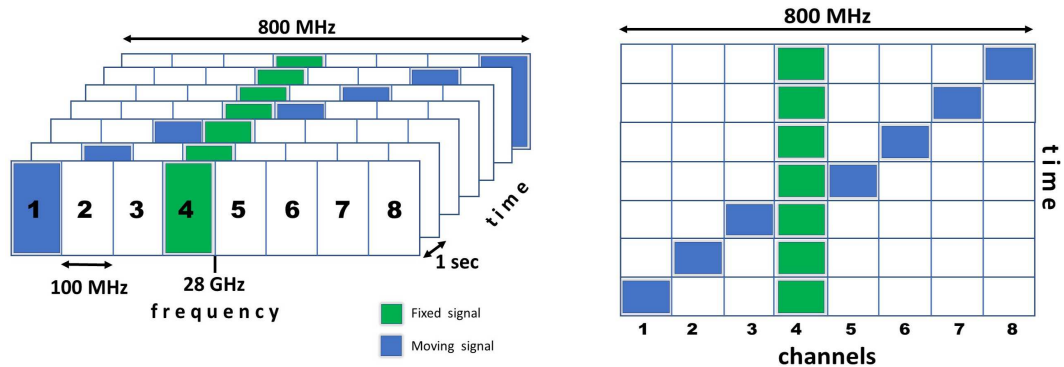 800 MHz
1 2 3 4 5 6 7 8
time
1 sec
100 MHz
28 GHz
frequency
Fixed signal
Moving signal
800 MHz
time
1 2 3 4 5 6 7 8
channels